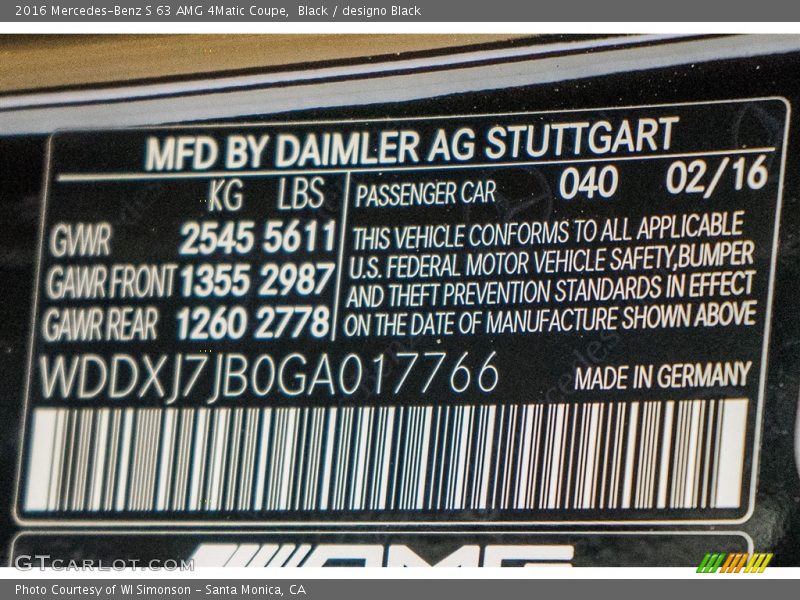 2016 Mercedes-Benz S 63 AMG 4Matic Coupe, Black / designo Black
MFD BY DAIMLER AG STUTTGART
KG LBS
GWR 2545 5611
GAWR FRONT 1355 2987
GAWR REAR 1260 2778
PASSENGER CAR 040 02/16
THIS VEHICLE CONFORMS TO ALL APPLICABLE
U.S. FEDERAL MOTOR VEHICLE SAFETY,BUMPER
AND THEFT PREVENTION STANDARDS IN EFFECT
ON THE DATE OF MANUFACTURE SHOWN ABOVE
WDDXJ7JB0GA017766
MADE IN GERMANY
AMG
GTcarlot.com
Photo Courtesy of WI Simonson - Santa Monica, CA